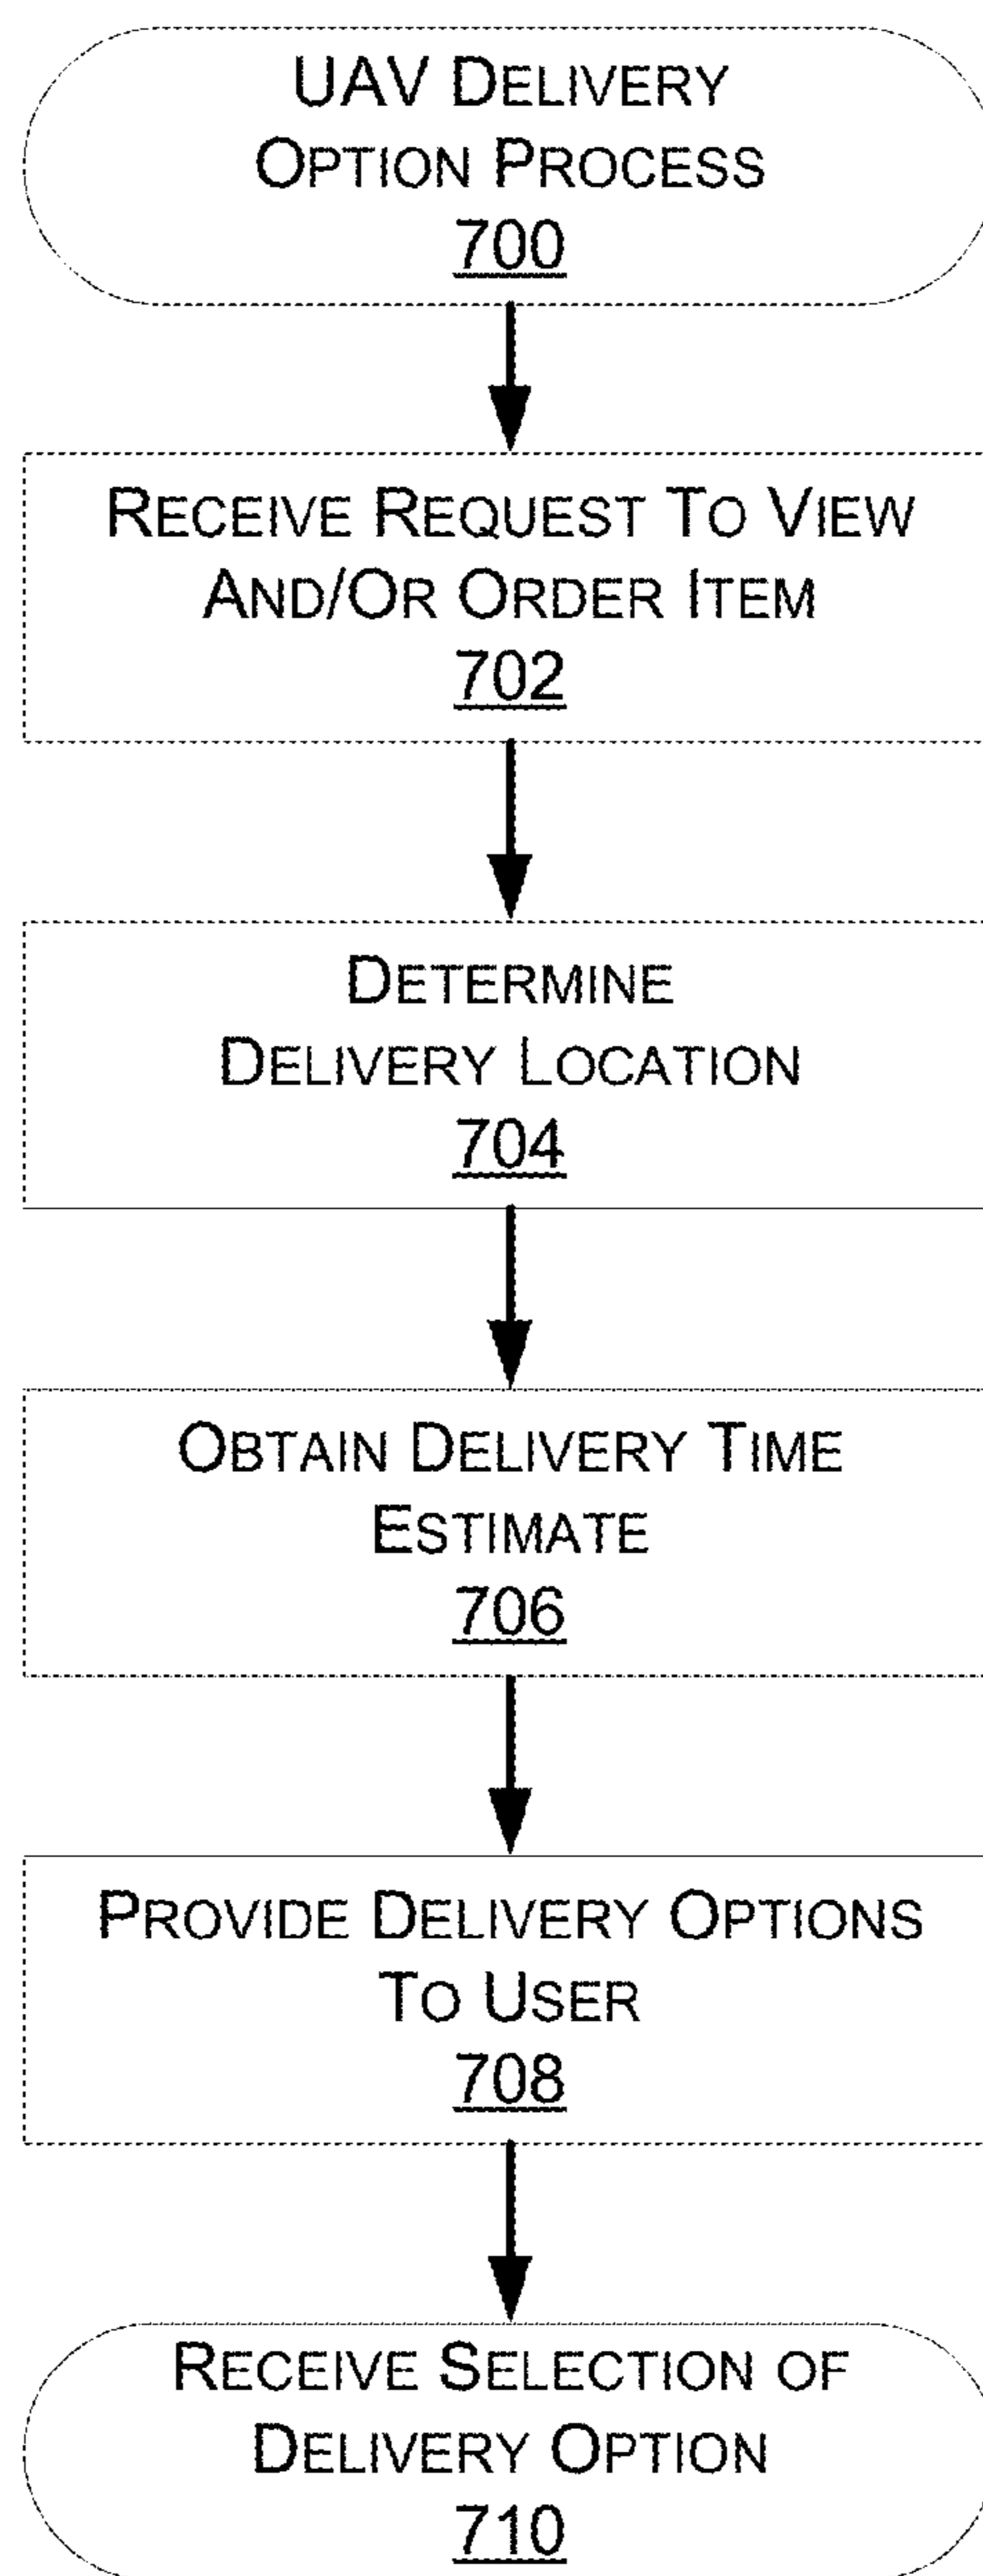 UAV DELIVERY
OPTION PROCESS
700
RECEIVE REQUEST TO VIEW
AND/OR ORDER ITEM
702
DETERMINE
DELIVERY LOCATION
704
OBTAIN DELIVERY TIME
ESTIMATE
706
PROVIDE DELIVERY OPTIONS
TO USER
708
RECEIVE SELECTION OF
DELIVERY OPTION
710